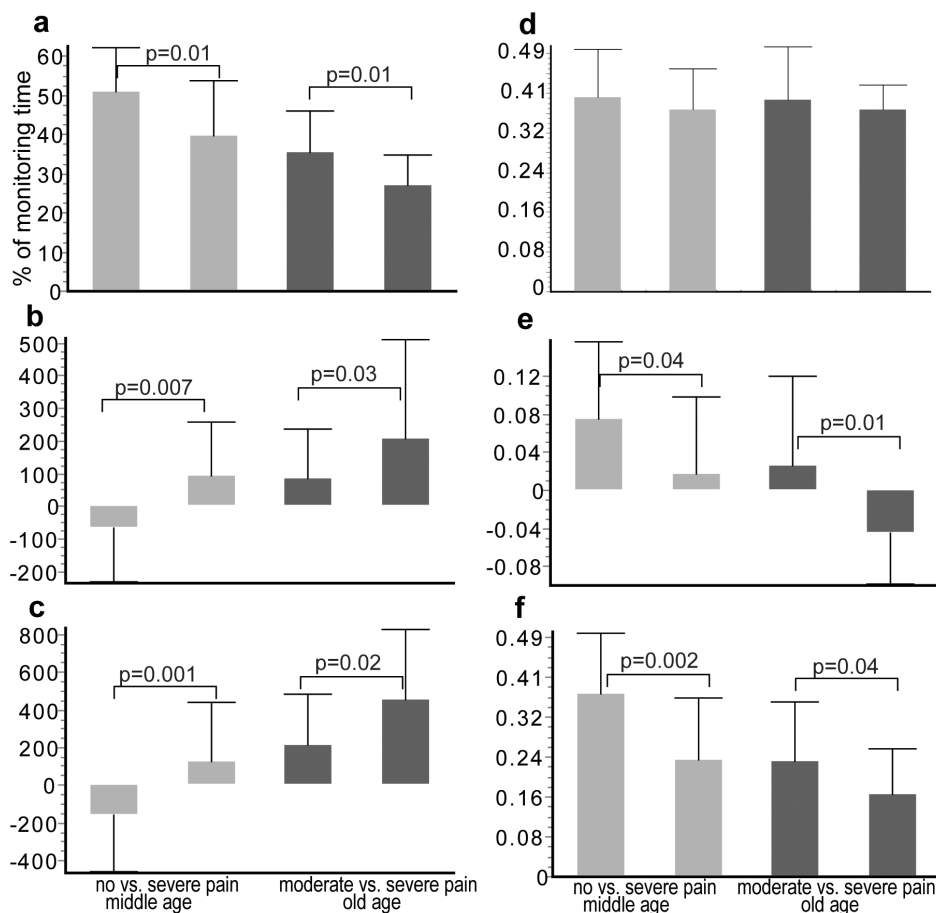 a
% of monitoring time
60
50
40
30
20
10
0
p=0.01
p=0.01
b
500
400
300
200
100
0
-100
-200
p=0.007
p=0.03
c
800
600
400
200
0
-200
-400
p=0.001
p=0.02
no vs. severe pain
middle age
moderate vs. severe pain
old age
d
0.49
0.41
0.32
0.24
0.16
0.08
0
e
0.12
0.08
0.04
0
-0.04
-0.08
p=0.04
p=0.01
f
0.49
0.41
0.32
0.24
0.16
0.08
0
p=0.002
p=0.04
no vs. severe pain
middle age
moderate vs. severe pain
old age